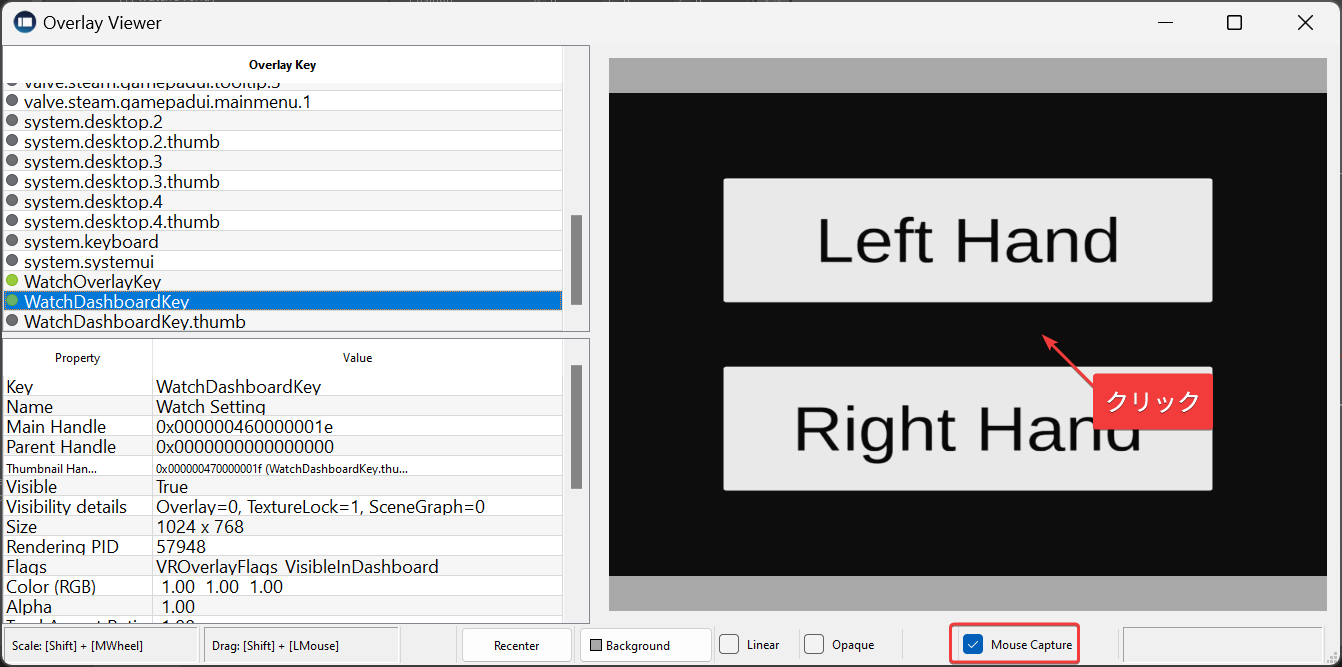 Overlay Viewer
Overlay Key
valve.steam.gamepadui.tooltip.3
valve.steam.gamepadui.mainmenu.1
system.desktop.2
system.desktop.2.thumb
system.desktop.3
system.desktop.3.thumb
system.desktop.4
system.desktop.4.thumb
system.keyboard
system.systemui
WatchOverlayKey
WatchDashboardKey
WatchDashboardKey.thumb
Property Value
Key WatchDashboardKey
Name Watch Setting
Main Handle 0x000000460000001e
Parent Handle 0x0000000000000000
Thumbnail Han... 0x000000470000001f (WatchDashboardKey.thu...
Visible True
Visibility details Overlay=0, TextureLock=1, SceneGraph=0
Size 1024 x 768
Rendering PID 57948
Flags VROverlayFlags_VisibleInDashboard
Color (RGB) 1.00 1.00 1.00
Alpha 1.00
Left Hand
Right Hand
クリック
Scale: [Shift] + [MWheel] Drag: [Shift] + [LMouse] Recenter Background Linear Opaque Mouse Capture